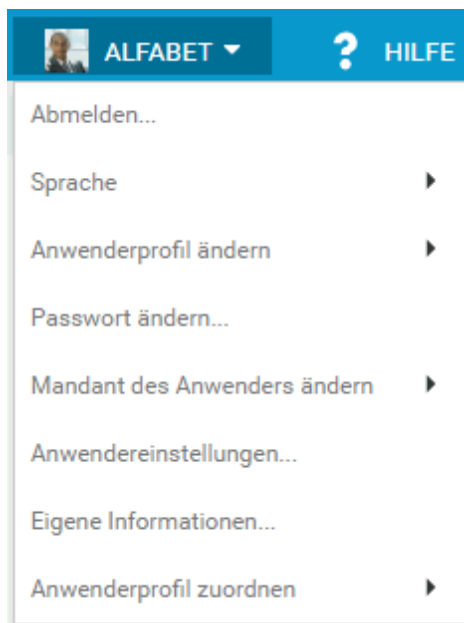 ALFABET
? HILFE
Abmelden...
Sprache
Anwenderprofil ändern
Passwort ändern...
Mandant des Anwenders ändern
Anwendereinstellungen...
Eigene Informationen...
Anwenderprofil zuordnen